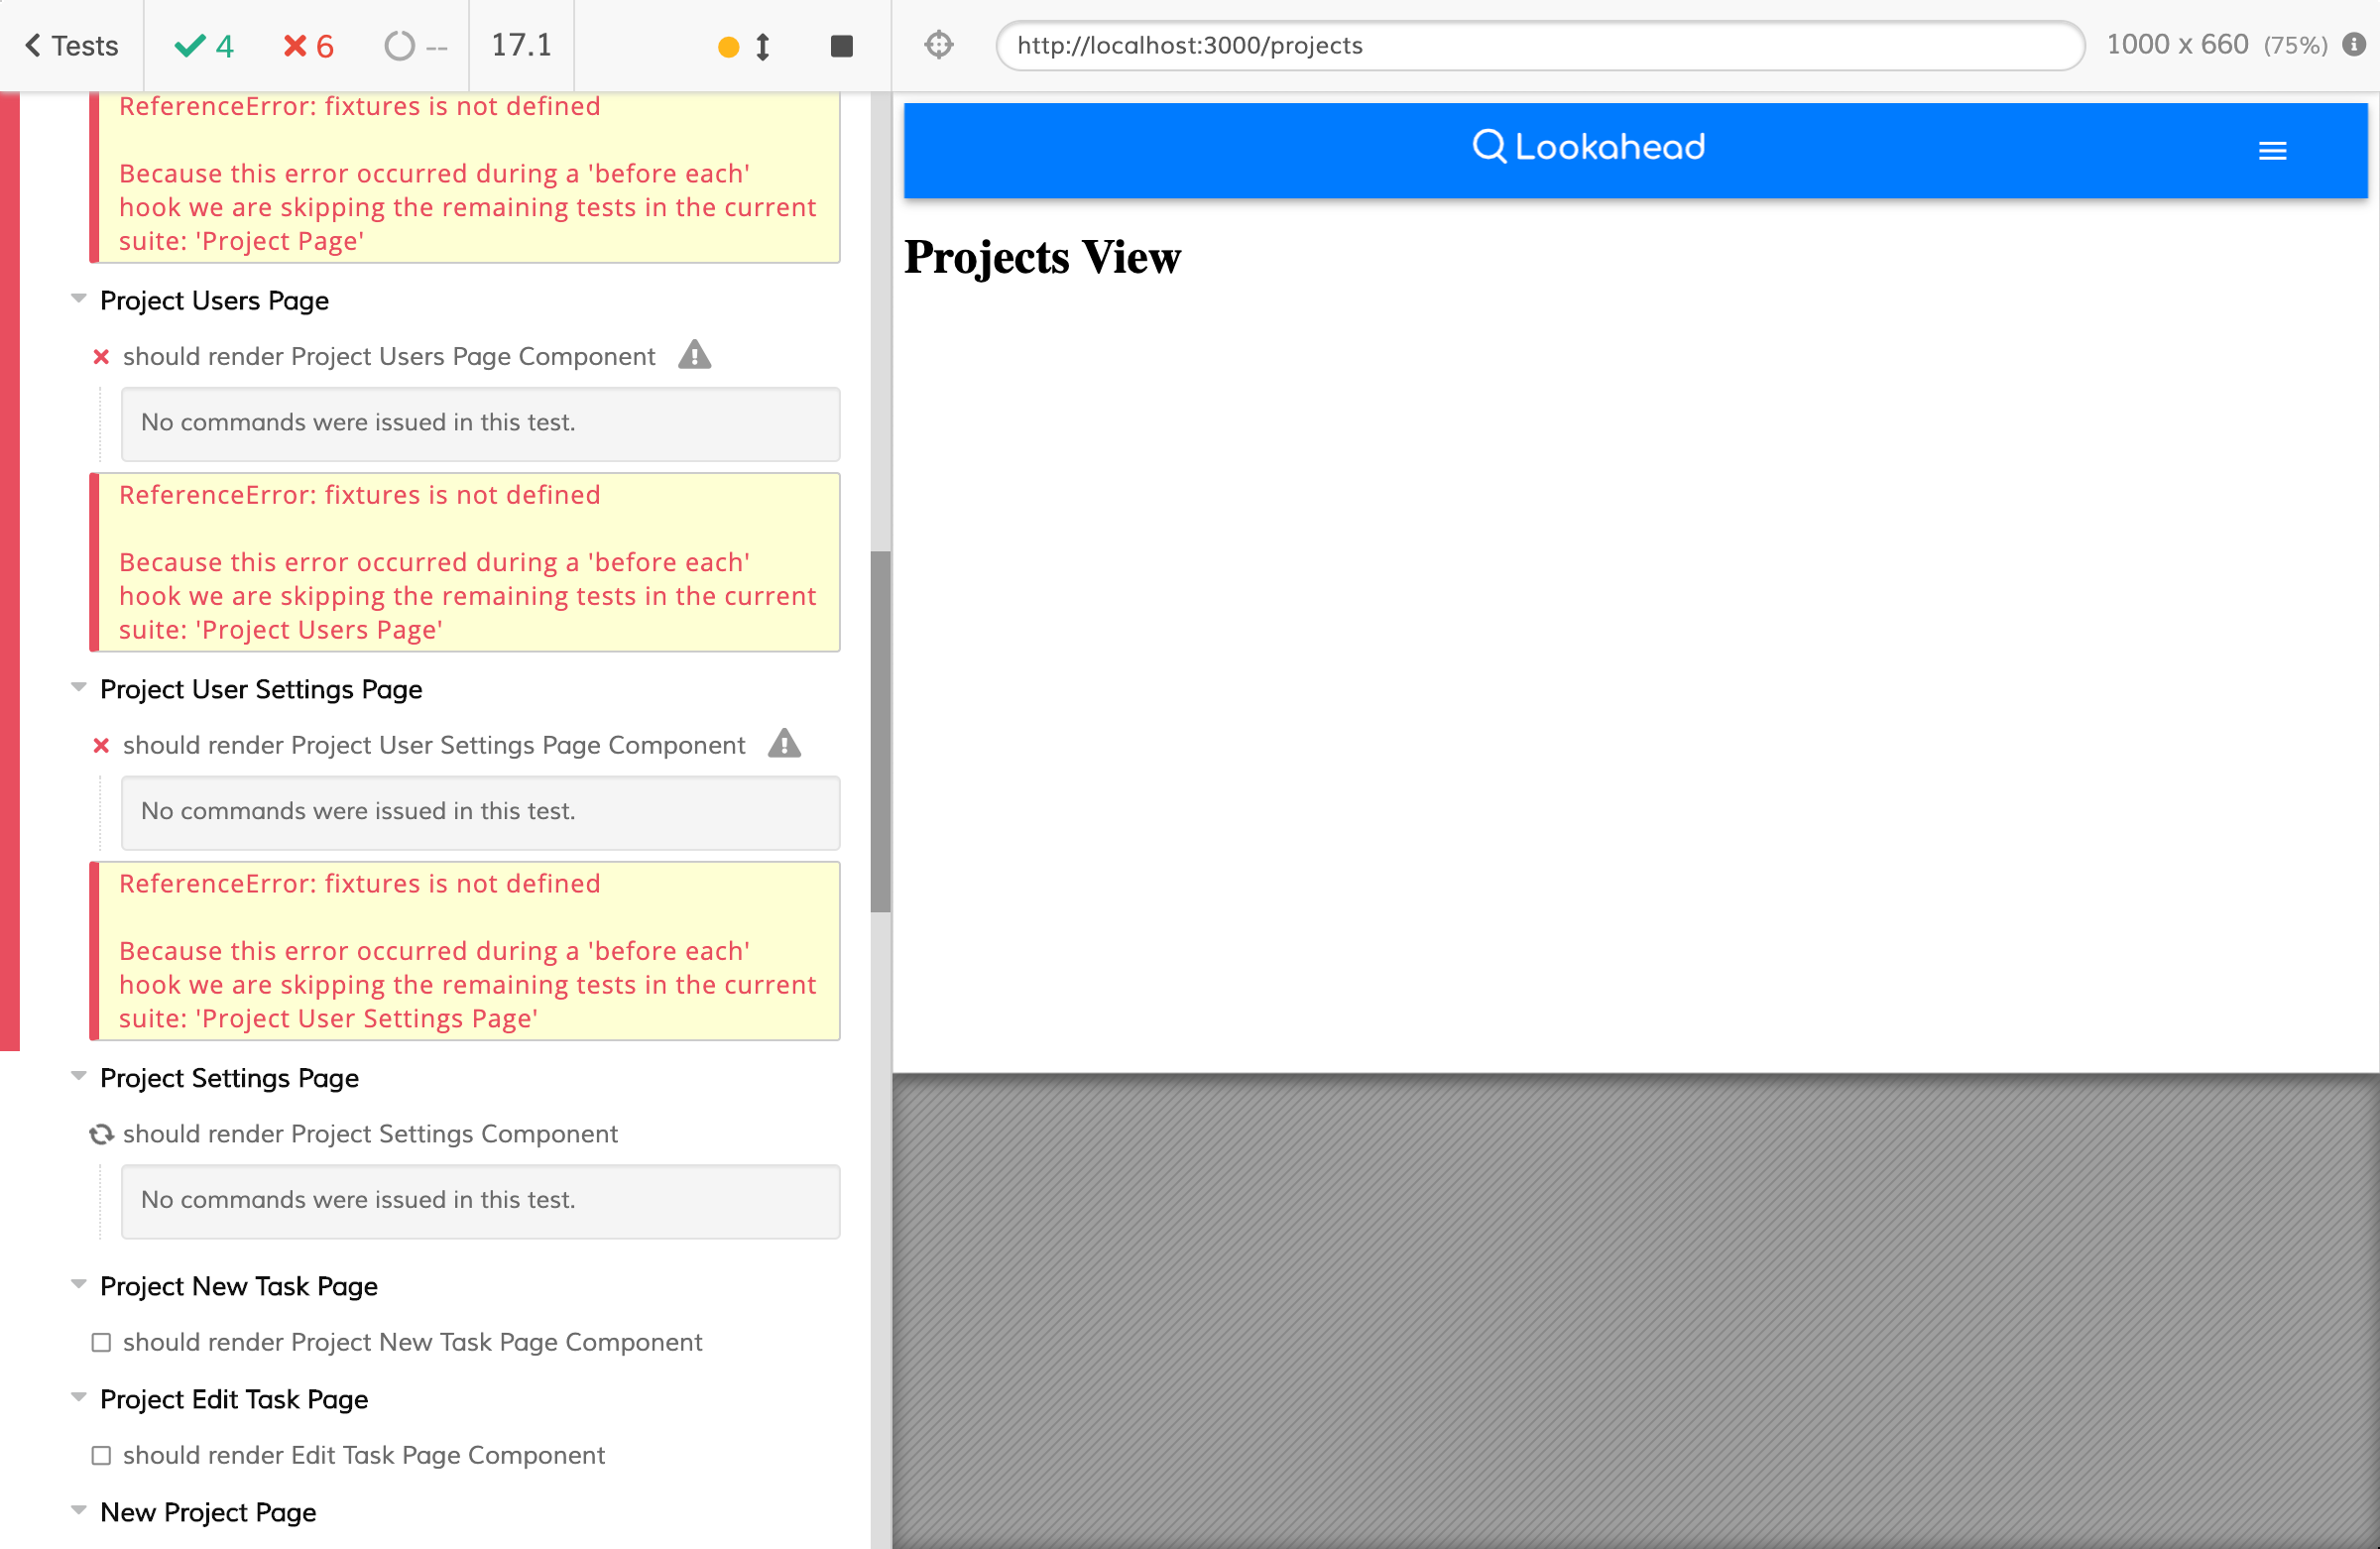 Tests
4
6
--
17.1
http://localhost:3000/projects
1000 x 660 (75%)
ReferenceError: fixtures is not defined
Because this error occurred during a 'before each'
hook we are skipping the remaining tests in the current
suite: 'Project Page'
Project Users Page
should render Project Users Page Component
No commands were issued in this test.
ReferenceError: fixtures is not defined
Because this error occurred during a 'before each'
hook we are skipping the remaining tests in the current
suite: 'Project Users Page'
Project User Settings Page
should render Project User Settings Page Component
No commands were issued in this test.
ReferenceError: fixtures is not defined
Because this error occurred during a 'before each'
hook we are skipping the remaining tests in the current
suite: 'Project User Settings Page'
Project Settings Page
should render Project Settings Component
No commands were issued in this test.
Project New Task Page
should render Project New Task Page Component
Project Edit Task Page
should render Edit Task Page Component
New Project Page
Lookahead
Projects View